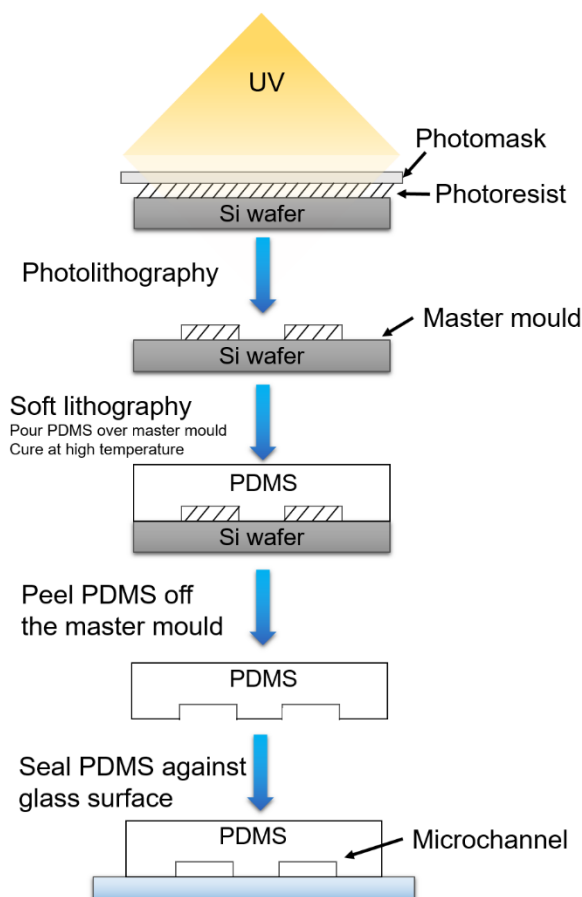 UV
Photomask
Photoresist
Si wafer
Photolithography
Master mould
Si wafer
Soft lithography
Pour PDMS over master mould
Cure at high temperature
PDMS
Si wafer
Peel PDMS off
the master mould
PDMS
Seal PDMS against
glass surface
PDMS
Microchannel